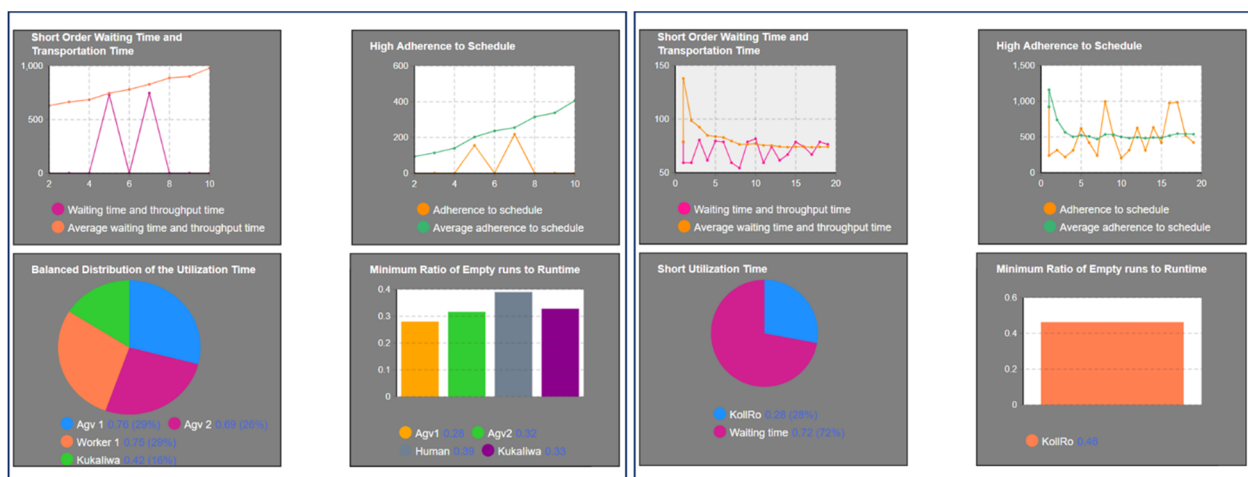 Short Order Waiting Time and
Transportation Time
1,000
500
0
2
4
6
8
10
Waiting time and throughput time
Average waiting time and throughput time
High Adherence to Schedule
600
400
200
0
2
4
6
8
10
Adherence to schedule
Average adherence to schedule
Balanced Distribution of the Utilization Time
Agv 1 0.76 (29%) Agv 2 0.69 (26%)
Worker 1 0.75 (29%)
Kukaliwa 0.42 (16%)
Minimum Ratio of Empty runs to Runtime
0.4
0.3
0.2
0.1
0
Agv1 0.28 Agv2 0.32
Human 0.39 Kukaliwa 0.33
Short Order Waiting Time and
Transportation Time
150
100
50
0
5
10
15
20
Waiting time and throughput time
Average waiting time and throughput time
High Adherence to Schedule
1,500
1,000
500
0
0
5
10
15
20
Adherence to schedule
Average adherence to schedule
Short Utilization Time
KollRo 0.28 (28%)
Waiting time 0.72 (72%)
Minimum Ratio of Empty runs to Runtime
0.6
0.4
0.2
0
KollRo 0.46